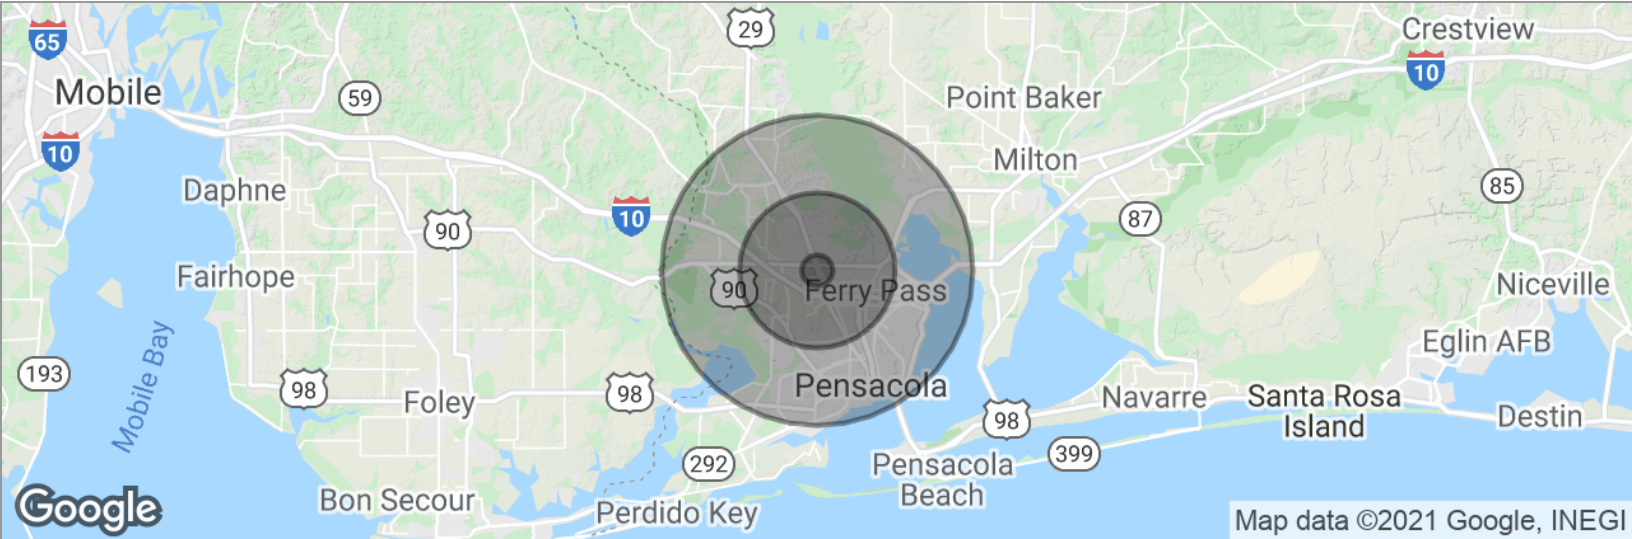 65
29
Crestview
10
Mobile
59
Point Baker
10
Milton
Daphne
85
10
87
90
Fairhope
90
Ferry Pass
Niceville
Eglin AFB
193
Mobile Bay
98
98
Foley
Pensacola
Navarre
Santa Rosa
Island
98
Destin
292
399
Pensacola
Beach
Bon Secour
Perdido Key
Google
Map data ©2021 Google, INEGI